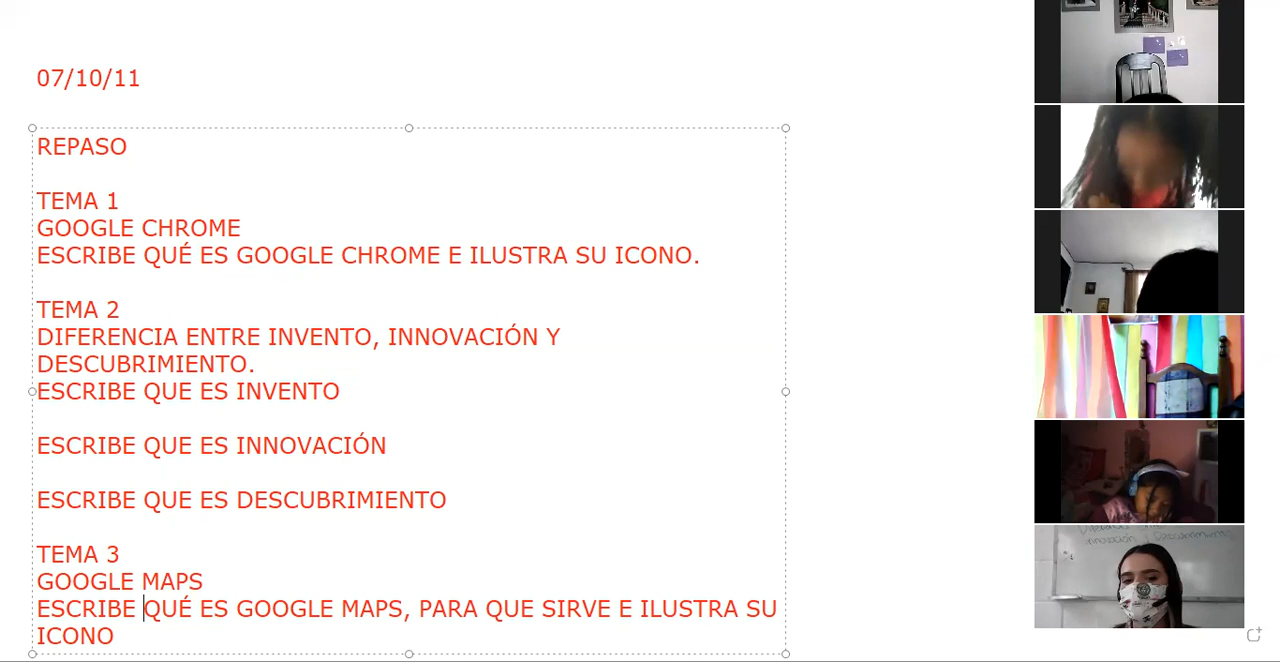 07/10/11
REPASO
TEMA 1
GOOGLE CHROME
ESCRIBE QUÉ ES GOOGLE CHROME E ILUSTRA SU ICONO.
TEMA 2
DIFERENCIA ENTRE INVENTO, INNOVACIÓN Y
DESCUBRIMIENTO.
ESCRIBE QUE ES INVENTO
ESCRIBE QUE ES INNOVACIÓN
ESCRIBE QUE ES DESCUBRIMIENTO
TEMA 3
GOOGLE MAPS
ESCRIBE QUÉ ES GOOGLE MAPS, PARA QUE SIRVE E ILUSTRA SU
ICONO